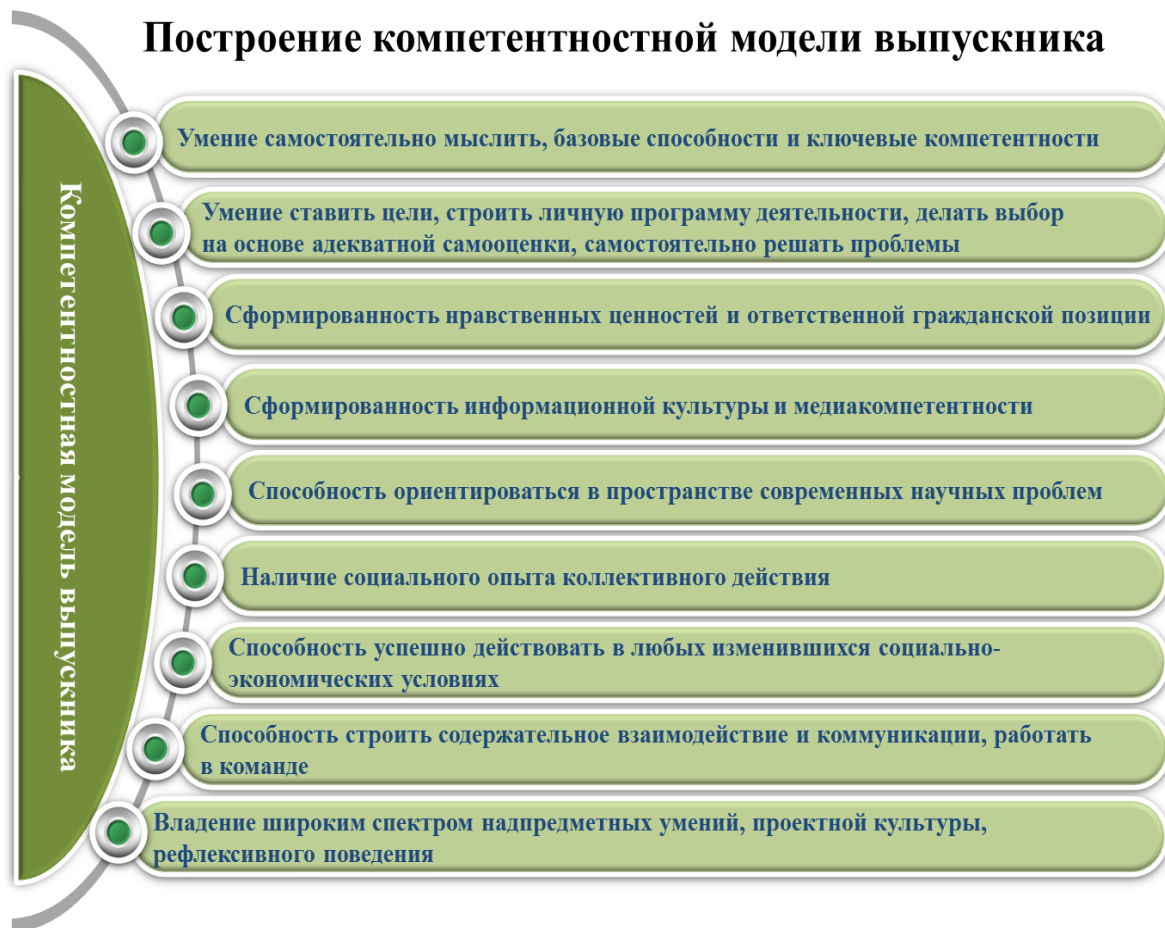 Построение компетентностной модели выпускника
Компетентностная модель выпускника
Умение самостоятельно мыслить, базовые способности и ключевые компетентности
Умение ставить цели, строить личную программу деятельности, делать выбор
на основе адекватной самооценки, самостоятельно решать проблемы
Сформированность нравственных ценностей и ответственной гражданской позиции
Сформированность информационной культуры и медиакомпетентности
Способность ориентироваться в пространстве современных научных проблем
Наличие социального опыта коллективного действия
Способность успешно действовать в любых изменившихся социально-
экономических условиях
Способность строить содержательное взаимодействие и коммуникации, работать
в команде
Владение широким спектром надпредметных умений, проектной культуры,
рефлексивного поведения